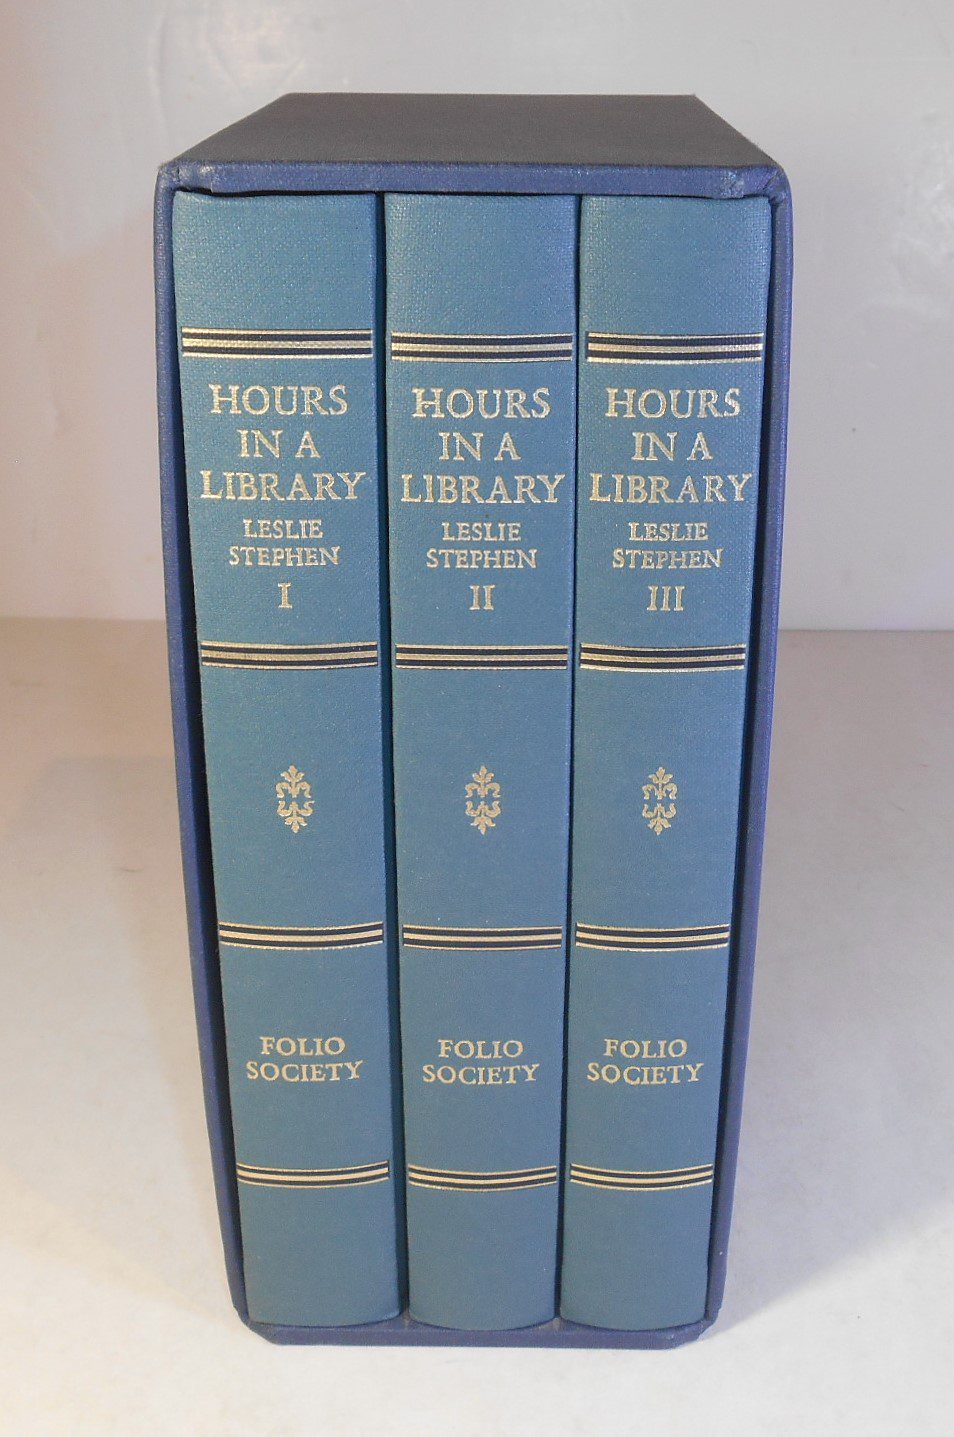 HOURS
IN A
LIBRARY
LESLIE
STEPHEN
I
FOLIO
SOCIETY
HOURS
IN A
LIBRARY
LESLIE
STEPHEN
II
FOLIO
SOCIETY
HOURS
IN A
LIBRARY
LESLIE
STEPHEN
III
FOLIO
SOCIETY